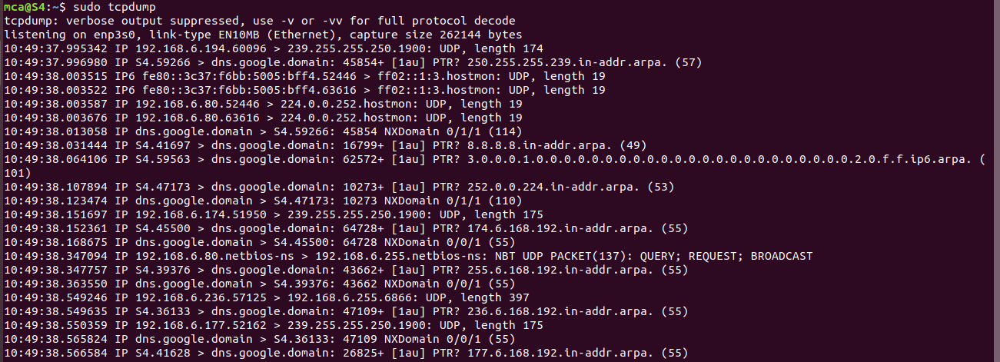 mca@S4:~$ sudo tcpdump
tcpdump: verbose output suppressed, use -v or -vv for full protocol decode
listening on enp3s0, link-type EN10MB (Ethernet), capture size 262144 bytes
10:49:37.995342 IP 192.168.6.194.60096 > 239.255.255.250.1900: UDP, length 174
10:49:37.996980 IP S4.59266 > dns.google.domain: 45854+ [1au] PTR? 250.255.255.239.in-addr.arpa. (57)
10:49:38.003515 IP6 fe80::3c37:f6bb:5005:bff4.52446 > ff02::1:3.hostmon: UDP, length 19
10:49:38.003522 IP6 fe80::3c37:f6bb:5005:bff4.63616 > ff02::1:3.hostmon: UDP, length 19
10:49:38.003587 IP 192.168.6.80.52446 > 224.0.0.252.hostmon: UDP, length 19
10:49:38.003676 IP 192.168.6.80.63616 > 224.0.0.252.hostmon: UDP, length 19
10:49:38.013058 IP dns.google.domain > S4.59266: 45854 NXDomain 0/1/1 (114)
10:49:38.031444 IP S4.41697 > dns.google.domain: 16799+ [1au] PTR? 8.8.8.8.in-addr.arpa. (49)
10:49:38.064106 IP S4.59563 > dns.google.domain: 62572+ [1au] PTR? 3.0.0.0.1.0.0.0.0.0.0.0.0.0.0.0.0.0.0.0.0.0.0.0.0.0.0.0.2.0.f.f.ip6.arpa. (
101)
10:49:38.107894 IP S4.47173 > dns.google.domain: 10273+ [1au] PTR? 252.0.0.224.in-addr.arpa. (53)
10:49:38.123474 IP dns.google.domain > S4.47173: 10273 NXDomain 0/1/1 (110)
10:49:38.151697 IP 192.168.6.174.51950 > 239.255.255.250.1900: UDP, length 175
10:49:38.152361 IP S4.45500 > dns.google.domain: 64728+ [1au] PTR? 174.6.168.192.in-addr.arpa. (55)
10:49:38.168675 IP dns.google.domain > S4.45500: 64728 NXDomain 0/0/1 (55)
10:49:38.347094 IP 192.168.6.80.netbios-ns > 192.168.6.255.netbios-ns: NBT UDP PACKET(137): QUERY; REQUEST; BROADCAST
10:49:38.347757 IP S4.39376 > dns.google.domain: 43662+ [1au] PTR? 255.6.168.192.in-addr.arpa. (55)
10:49:38.363550 IP dns.google.domain > S4.39376: 43662 NXDomain 0/0/1 (55)
10:49:38.549246 IP 192.168.6.236.57125 > 192.168.6.255.6866: UDP, length 397
10:49:38.549635 IP S4.36133 > dns.google.domain: 47109+ [1au] PTR? 236.6.168.192.in-addr.arpa. (55)
10:49:38.550359 IP 192.168.6.177.52162 > 239.255.255.250.1900: UDP, length 175
10:49:38.565824 IP dns.google.domain > S4.36133: 47109 NXDomain 0/0/1 (55)
10:49:38.566584 IP S4.41628 > dns.google.domain: 26825+ [1au] PTR? 177.6.168.192.in-addr.arpa. (55)